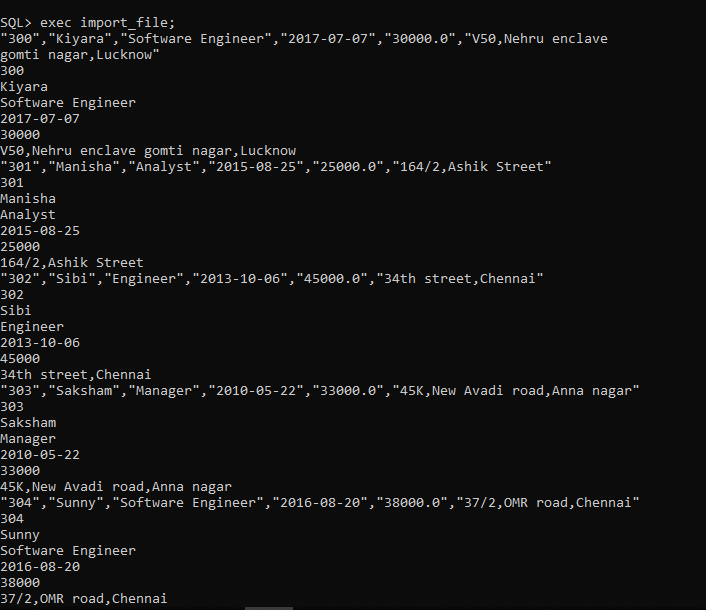 SQL> exec import_file;
"300","Kiyara","Software Engineer","2017-07-07","30000.0","V50,Nehru enclave
gomti nagar,Lucknow"
300
Kiyara
Software Engineer
2017-07-07
30000
V50,Nehru enclave gomti nagar,Lucknow
"301","Manisha","Analyst","2015-08-25","25000.0","164/2,Ashik Street"
301
Manisha
Analyst
2015-08-25
25000
164/2,Ashik Street
"302","Sibi","Engineer","2013-10-06","45000.0","34th street,Chennai"
302
Sibi
Engineer
2013-10-06
45000
34th street,Chennai
"303","Saksham","Manager","2010-05-22","33000.0","45K,New Avadi road,Anna nagar"
303
Saksham
Manager
2010-05-22
33000
45K,New Avadi road,Anna nagar
"304","Sunny","Software Engineer","2016-08-20","38000.0","37/2,OMR road,Chennai"
304
Sunny
Software Engineer
2016-08-20
38000
37/2,OMR road,Chennai